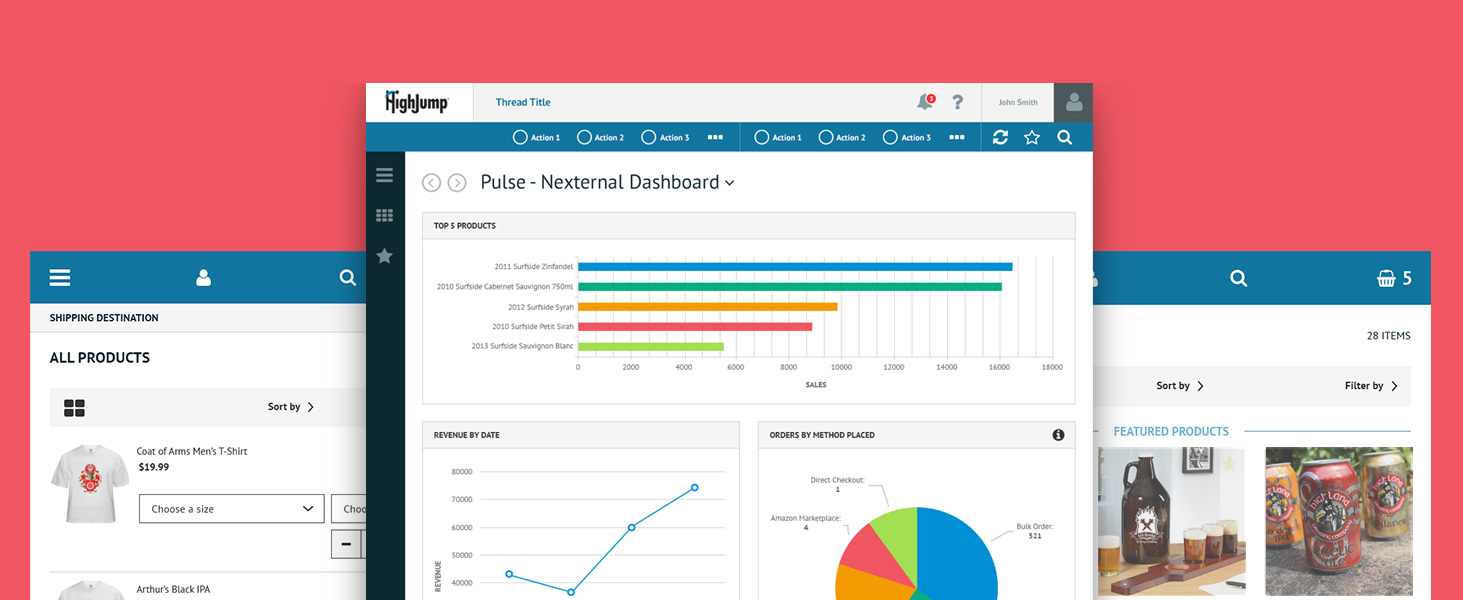 HighJump
Thread Title
3
John Smith
Action 1
Action 2
Action 3
Action 1
Action 2
Action 3
Pulse - Nexternal Dashboard
TOP 5 PRODUCTS
2011 Surfside Zinfandel
2010 Surfside Cabernet Sauvignon 750ml
2012 Surfside Syrah
2010 Surfside Petit Sirah
2013 Surfside Sauvignon Blanc
0 2000 4000 6000 8000 10000 12000 14000 16000 18000
SALES
REVENUE BY DATE
80000
70000
60000
50000
40000
REVENUE
ORDERS BY METHOD PLACED
Direct Checkout:
1
Amazon Marketplace:
4
Bulk Order:
521
SHIPPING DESTINATION
ALL PRODUCTS
Sort by
Coat of Arms Men's T-Shirt
$19.99
Choose a size
Choo
Arthur's Black IPA
5
28 ITEMS
Sort by
Filter by
FEATURED PRODUCTS